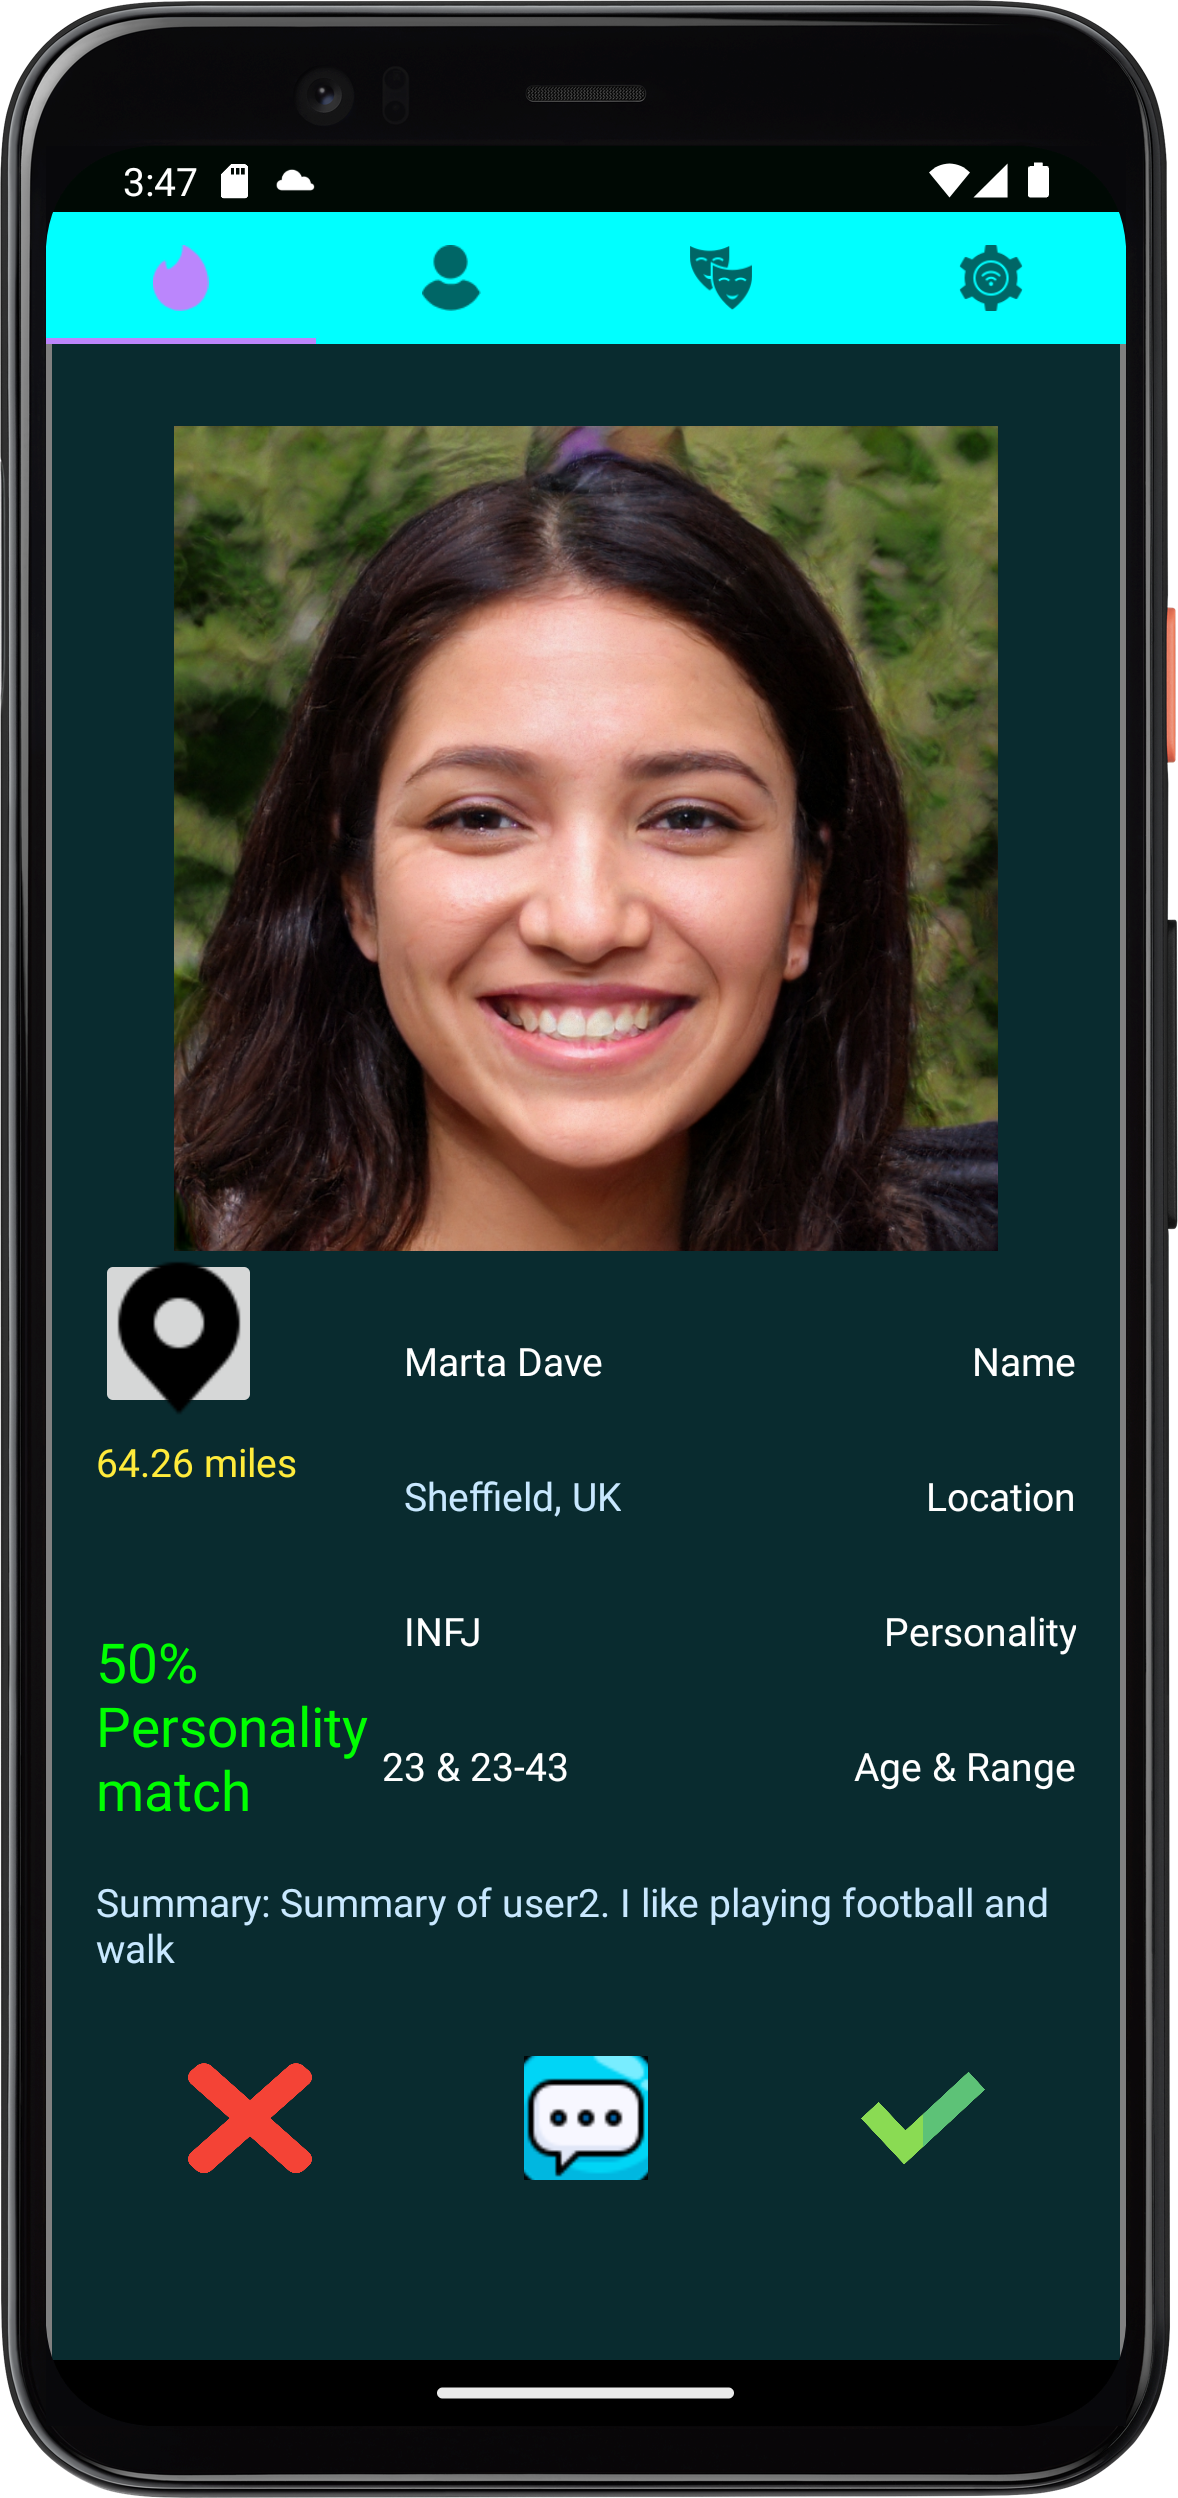 3:47
Marta Dave
Name
64.26 miles
Sheffield, UK
Location
INFJ
Personality
50%
Personality
match
23 & 23-43
Age & Range
Summary: Summary of user2. I like playing football and
walk